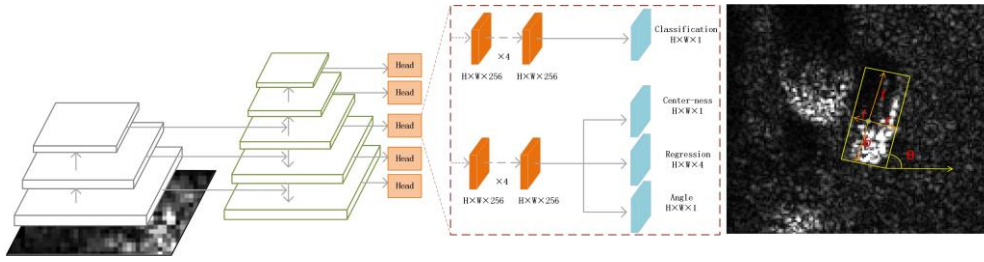 Head
Head
Head
Head
Head
×4
H×W×256
H×W×256
Classification
H×W×1
×4
H×W×256
H×W×256
Center-ness
H×W×1
Regression
H×W×4
Angle
H×W×1
t
r
b
θ